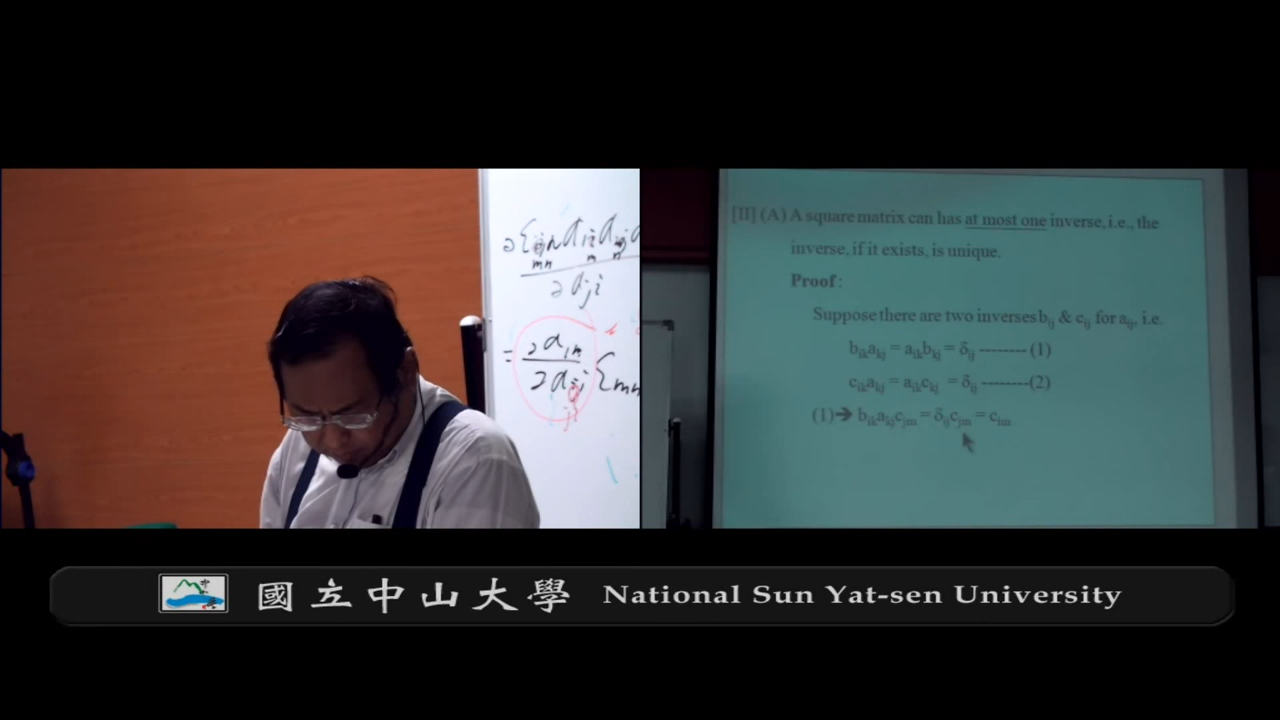 [II] (A) A square matrix can has at most one inverse, i.e., the
inverse, if it exists, is unique.
Proof :
Suppose there are two inverses bᵢⱼ & cᵢⱼ for aᵢⱼ, i.e.
bᵢₖaₖⱼ = aᵢₖbₖⱼ = δᵢⱼ -------- (1)
cᵢₖaₖⱼ = aᵢₖcₖⱼ = δᵢⱼ --------(2)
(1)➔ bᵢₖaₖⱼcⱼₘ = δᵢⱼcⱼₘ = cᵢₘ
國立中山大學 National Sun Yat-sen University